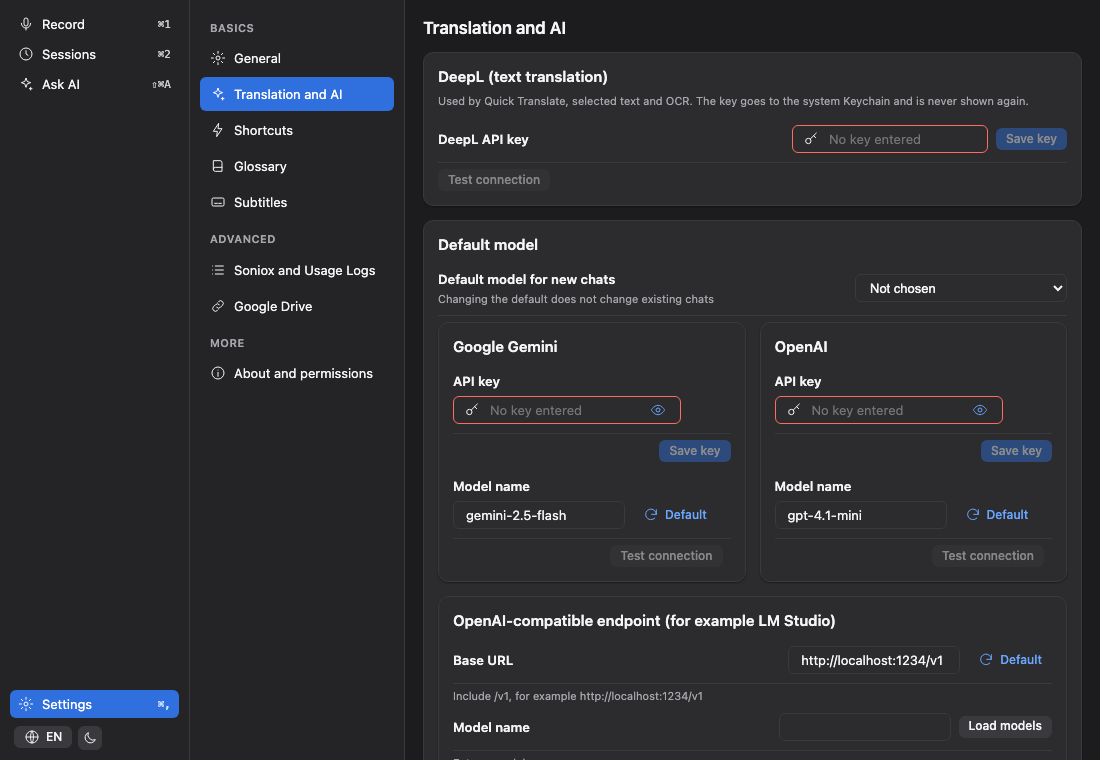 Record ⌘1
Sessions ⌘2
Ask AI ⇧⌘A
Settings ⌘,
EN
BASICS
General
Translation and AI
Shortcuts
Glossary
Subtitles
ADVANCED
Soniox and Usage Logs
Google Drive
MORE
About and permissions
Translation and AI
DeepL (text translation)
Used by Quick Translate, selected text and OCR. The key goes to the system Keychain and is never shown again.
DeepL API key No key entered Save key
Test connection
Default model
Default model for new chats
Changing the default does not change existing chats
Not chosen
Google Gemini
API key
No key entered
Save key
Model name
gemini-2.5-flash Default
Test connection
OpenAI
API key
No key entered
Save key
Model name
gpt-4.1-mini Default
Test connection
OpenAI-compatible endpoint (for example LM Studio)
Base URL http://localhost:1234/v1 Default
Include /v1, for example http://localhost:1234/v1
Model name Load models